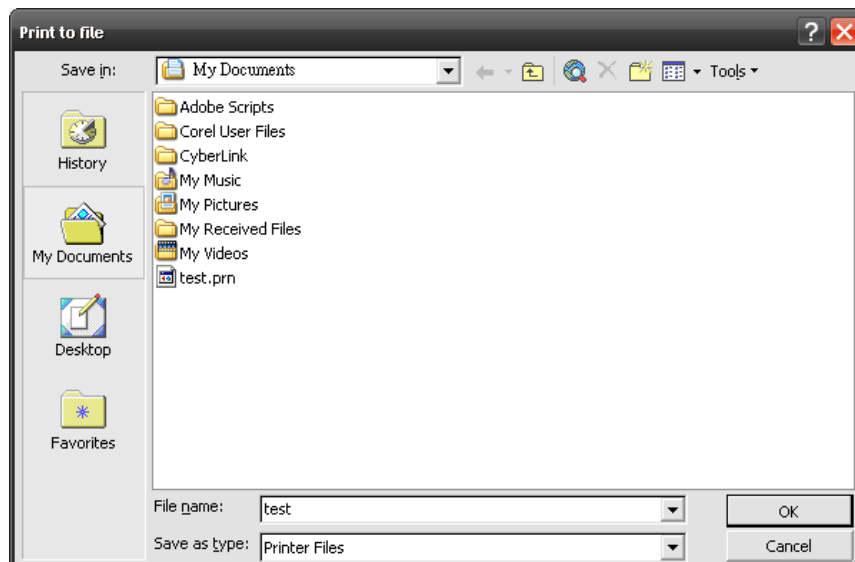 Print to file
Save in:
My Documents
Tools
History
My Documents
Desktop
Favorites
Adobe Scripts
Corel User Files
CyberLink
My Music
My Pictures
My Received Files
My Videos
test.prn
File name:
test
OK
Save as type:
Printer Files
Cancel